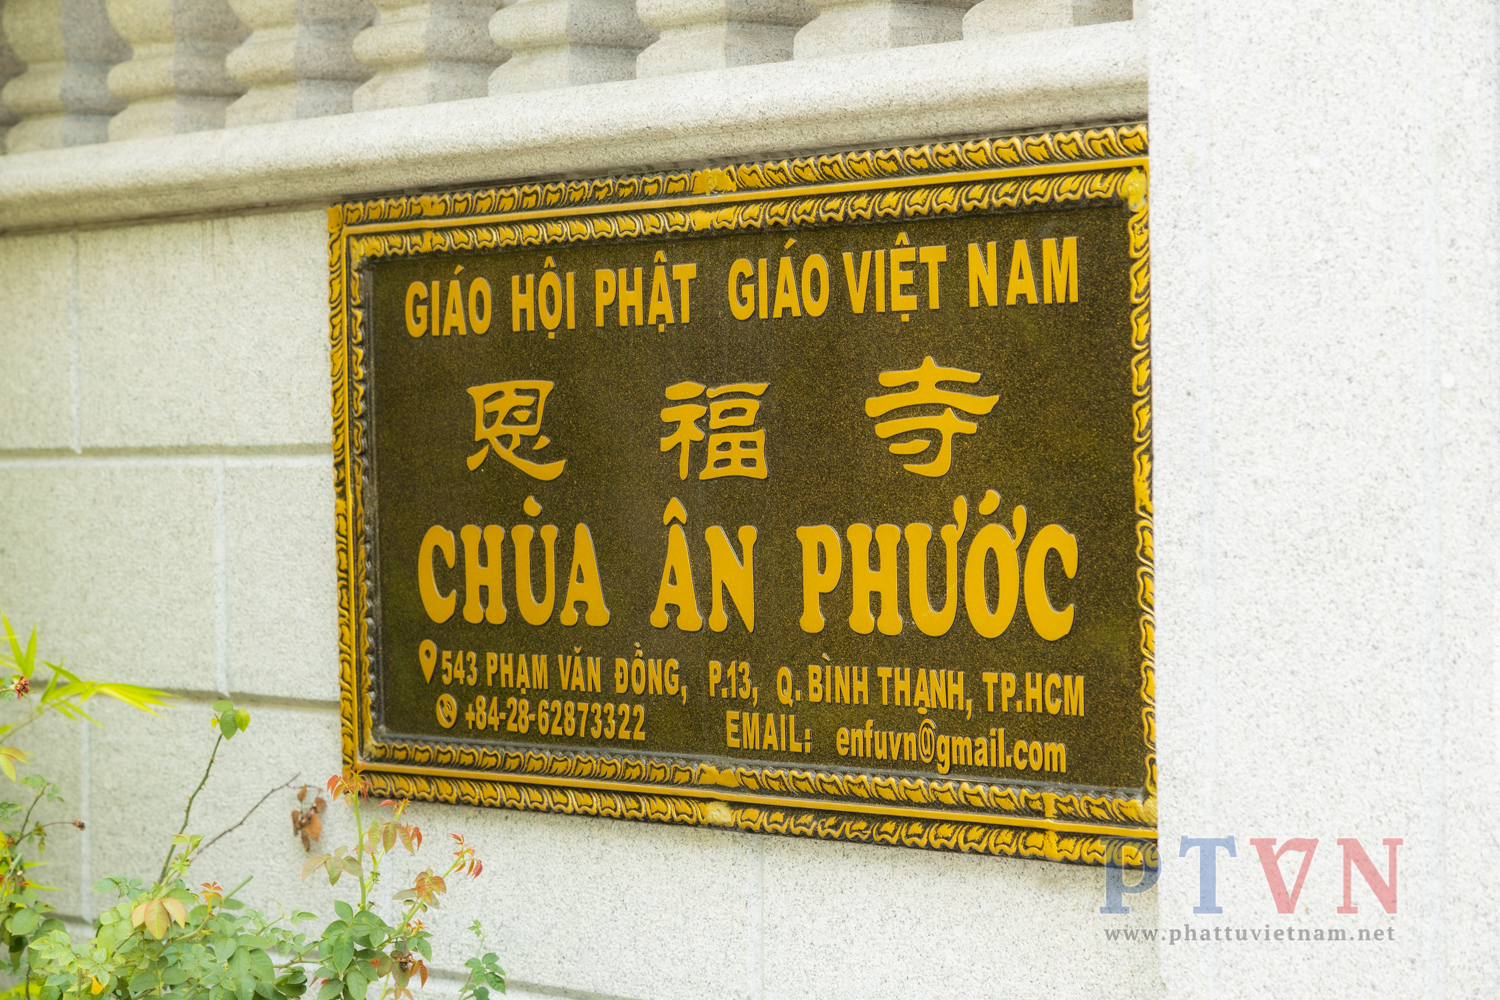 GIÁO HỘI PHẬT GIÁO VIỆT NAM
恩福寺
CHÙA ÂN PHƯỚC
543 PHẠM VĂN ĐỒNG, P.13, Q. BÌNH THẠNH, TP.HCM
+84-28-62873322 EMAIL: enfuvn@gmail.com
PTVN
www.phattuvietnam.net